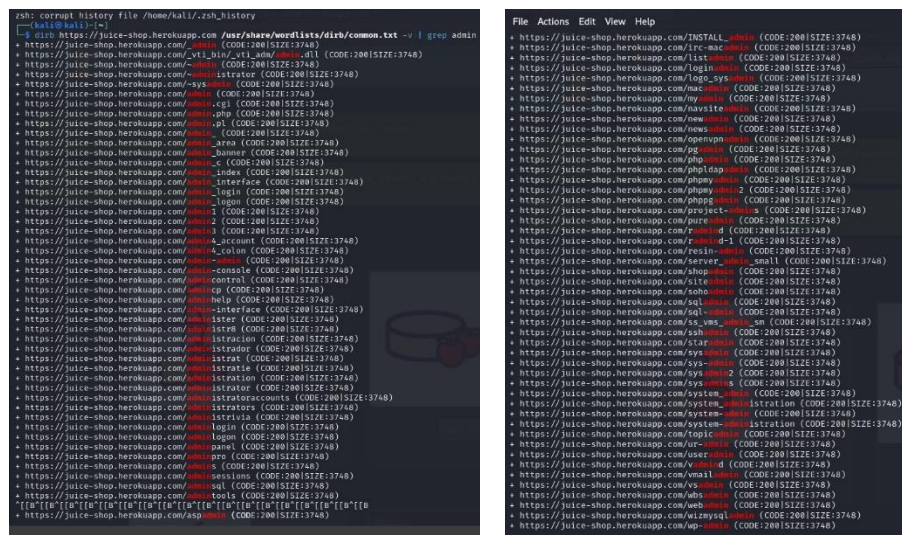 zsh: corrupt history file /home/kali/.zsh_history
┌──(kali㉿kali)-[~]
└─$ dirb https://juice-shop.herokuapp.com /usr/share/wordlists/dirb/common.txt -v | grep admin
+ https://juice-shop.herokuapp.com/_admin (CODE:200|SIZE:3748)
+ https://juice-shop.herokuapp.com/_vti_bin/_vti_adm/admin.dll (CODE:200|SIZE:3748)
+ https://juice-shop.herokuapp.com/~admin (CODE:200|SIZE:3748)
+ https://juice-shop.herokuapp.com/~administrator (CODE:200|SIZE:3748)
+ https://juice-shop.herokuapp.com/~sysadmin (CODE:200|SIZE:3748)
+ https://juice-shop.herokuapp.com/admin (CODE:200|SIZE:3748)
+ https://juice-shop.herokuapp.com/admin.cgi (CODE:200|SIZE:3748)
+ https://juice-shop.herokuapp.com/admin.php (CODE:200|SIZE:3748)
+ https://juice-shop.herokuapp.com/admin.pl (CODE:200|SIZE:3748)
+ https://juice-shop.herokuapp.com/admin_ (CODE:200|SIZE:3748)
+ https://juice-shop.herokuapp.com/admin_area (CODE:200|SIZE:3748)
+ https://juice-shop.herokuapp.com/admin_banner (CODE:200|SIZE:3748)
+ https://juice-shop.herokuapp.com/admin_c (CODE:200|SIZE:3748)
+ https://juice-shop.herokuapp.com/admin_index (CODE:200|SIZE:3748)
+ https://juice-shop.herokuapp.com/admin_interface (CODE:200|SIZE:3748)
+ https://juice-shop.herokuapp.com/admin_login (CODE:200|SIZE:3748)
+ https://juice-shop.herokuapp.com/admin_logon (CODE:200|SIZE:3748)
+ https://juice-shop.herokuapp.com/admin1 (CODE:200|SIZE:3748)
+ https://juice-shop.herokuapp.com/admin2 (CODE:200|SIZE:3748)
+ https://juice-shop.herokuapp.com/admin3 (CODE:200|SIZE:3748)
+ https://juice-shop.herokuapp.com/admin4_account (CODE:200|SIZE:3748)
+ https://juice-shop.herokuapp.com/admin4_colon (CODE:200|SIZE:3748)
+ https://juice-shop.herokuapp.com/admin-admin (CODE:200|SIZE:3748)
+ https://juice-shop.herokuapp.com/admin-console (CODE:200|SIZE:3748)
+ https://juice-shop.herokuapp.com/admincontrol (CODE:200|SIZE:3748)
+ https://juice-shop.herokuapp.com/admincp (CODE:200|SIZE:3748)
+ https://juice-shop.herokuapp.com/adminhelp (CODE:200|SIZE:3748)
+ https://juice-shop.herokuapp.com/admin-interface (CODE:200|SIZE:3748)
+ https://juice-shop.herokuapp.com/administer (CODE:200|SIZE:3748)
+ https://juice-shop.herokuapp.com/administr8 (CODE:200|SIZE:3748)
+ https://juice-shop.herokuapp.com/administracion (CODE:200|SIZE:3748)
+ https://juice-shop.herokuapp.com/administrador (CODE:200|SIZE:3748)
+ https://juice-shop.herokuapp.com/administrat (CODE:200|SIZE:3748)
+ https://juice-shop.herokuapp.com/administratie (CODE:200|SIZE:3748)
+ https://juice-shop.herokuapp.com/administration (CODE:200|SIZE:3748)
+ https://juice-shop.herokuapp.com/administrator (CODE:200|SIZE:3748)
+ https://juice-shop.herokuapp.com/administratoraccounts (CODE:200|SIZE:3748)
+ https://juice-shop.herokuapp.com/administrators (CODE:200|SIZE:3748)
+ https://juice-shop.herokuapp.com/administrivia (CODE:200|SIZE:3748)
+ https://juice-shop.herokuapp.com/adminlogin (CODE:200|SIZE:3748)
+ https://juice-shop.herokuapp.com/adminlogon (CODE:200|SIZE:3748)
+ https://juice-shop.herokuapp.com/adminpanel (CODE:200|SIZE:3748)
+ https://juice-shop.herokuapp.com/adminpro (CODE:200|SIZE:3748)
+ https://juice-shop.herokuapp.com/admins (CODE:200|SIZE:3748)
+ https://juice-shop.herokuapp.com/adminsessions (CODE:200|SIZE:3748)
+ https://juice-shop.herokuapp.com/adminsql (CODE:200|SIZE:3748)
+ https://juice-shop.herokuapp.com/admintools (CODE:200|SIZE:3748)
^[[B^[[B^[[B^[[B^[[B^[[B^[[B^[[B^[[B^[[B^[[B^[[B^[[B^[[B^[[B^[[B
+ https://juice-shop.herokuapp.com/aspadmin (CODE:200|SIZE:3748)
File Actions Edit View Help
+ https://juice-shop.herokuapp.com/INSTALL_admin (CODE:200|SIZE:3748)
+ https://juice-shop.herokuapp.com/irc-macadmin (CODE:200|SIZE:3748)
+ https://juice-shop.herokuapp.com/listadmin (CODE:200|SIZE:3748)
+ https://juice-shop.herokuapp.com/loginadmin (CODE:200|SIZE:3748)
+ https://juice-shop.herokuapp.com/logo_sysadmin (CODE:200|SIZE:3748)
+ https://juice-shop.herokuapp.com/macadmin (CODE:200|SIZE:3748)
+ https://juice-shop.herokuapp.com/myadmin (CODE:200|SIZE:3748)
+ https://juice-shop.herokuapp.com/navsiteadmin (CODE:200|SIZE:3748)
+ https://juice-shop.herokuapp.com/newadmin (CODE:200|SIZE:3748)
+ https://juice-shop.herokuapp.com/newsadmin (CODE:200|SIZE:3748)
+ https://juice-shop.herokuapp.com/openvpnadmin (CODE:200|SIZE:3748)
+ https://juice-shop.herokuapp.com/pgadmin (CODE:200|SIZE:3748)
+ https://juice-shop.herokuapp.com/phpadmin (CODE:200|SIZE:3748)
+ https://juice-shop.herokuapp.com/phpldapadmin (CODE:200|SIZE:3748)
+ https://juice-shop.herokuapp.com/phpmyadmin (CODE:200|SIZE:3748)
+ https://juice-shop.herokuapp.com/phpmyadmin2 (CODE:200|SIZE:3748)
+ https://juice-shop.herokuapp.com/phppgadmin (CODE:200|SIZE:3748)
+ https://juice-shop.herokuapp.com/project-admins (CODE:200|SIZE:3748)
+ https://juice-shop.herokuapp.com/pureadmin (CODE:200|SIZE:3748)
+ https://juice-shop.herokuapp.com/radmind (CODE:200|SIZE:3748)
+ https://juice-shop.herokuapp.com/radmind-1 (CODE:200|SIZE:3748)
+ https://juice-shop.herokuapp.com/resin-admin (CODE:200|SIZE:3748)
+ https://juice-shop.herokuapp.com/server_admin_small (CODE:200|SIZE:3748)
+ https://juice-shop.herokuapp.com/shopadmin (CODE:200|SIZE:3748)
+ https://juice-shop.herokuapp.com/siteadmin (CODE:200|SIZE:3748)
+ https://juice-shop.herokuapp.com/sohoadmin (CODE:200|SIZE:3748)
+ https://juice-shop.herokuapp.com/sqladmin (CODE:200|SIZE:3748)
+ https://juice-shop.herokuapp.com/sql-admin (CODE:200|SIZE:3748)
+ https://juice-shop.herokuapp.com/ss_vms_admin_sm (CODE:200|SIZE:3748)
+ https://juice-shop.herokuapp.com/sshadmin (CODE:200|SIZE:3748)
+ https://juice-shop.herokuapp.com/staradmin (CODE:200|SIZE:3748)
+ https://juice-shop.herokuapp.com/sysadmin (CODE:200|SIZE:3748)
+ https://juice-shop.herokuapp.com/sys-admin (CODE:200|SIZE:3748)
+ https://juice-shop.herokuapp.com/sysadmin2 (CODE:200|SIZE:3748)
+ https://juice-shop.herokuapp.com/sysadmins (CODE:200|SIZE:3748)
+ https://juice-shop.herokuapp.com/system_admin (CODE:200|SIZE:3748)
+ https://juice-shop.herokuapp.com/system_administration (CODE:200|SIZE:3748)
+ https://juice-shop.herokuapp.com/system-admin (CODE:200|SIZE:3748)
+ https://juice-shop.herokuapp.com/system-administration (CODE:200|SIZE:3748)
+ https://juice-shop.herokuapp.com/topicadmin (CODE:200|SIZE:3748)
+ https://juice-shop.herokuapp.com/ur-admin (CODE:200|SIZE:3748)
+ https://juice-shop.herokuapp.com/useradmin (CODE:200|SIZE:3748)
+ https://juice-shop.herokuapp.com/vadmind (CODE:200|SIZE:3748)
+ https://juice-shop.herokuapp.com/vmailadmin (CODE:200|SIZE:3748)
+ https://juice-shop.herokuapp.com/vsadmin (CODE:200|SIZE:3748)
+ https://juice-shop.herokuapp.com/wbsadmin (CODE:200|SIZE:3748)
+ https://juice-shop.herokuapp.com/webadmin (CODE:200|SIZE:3748)
+ https://juice-shop.herokuapp.com/wizmysqladmin (CODE:200|SIZE:3748)
+ https://juice-shop.herokuapp.com/wp-admin (CODE:200|SIZE:3748)